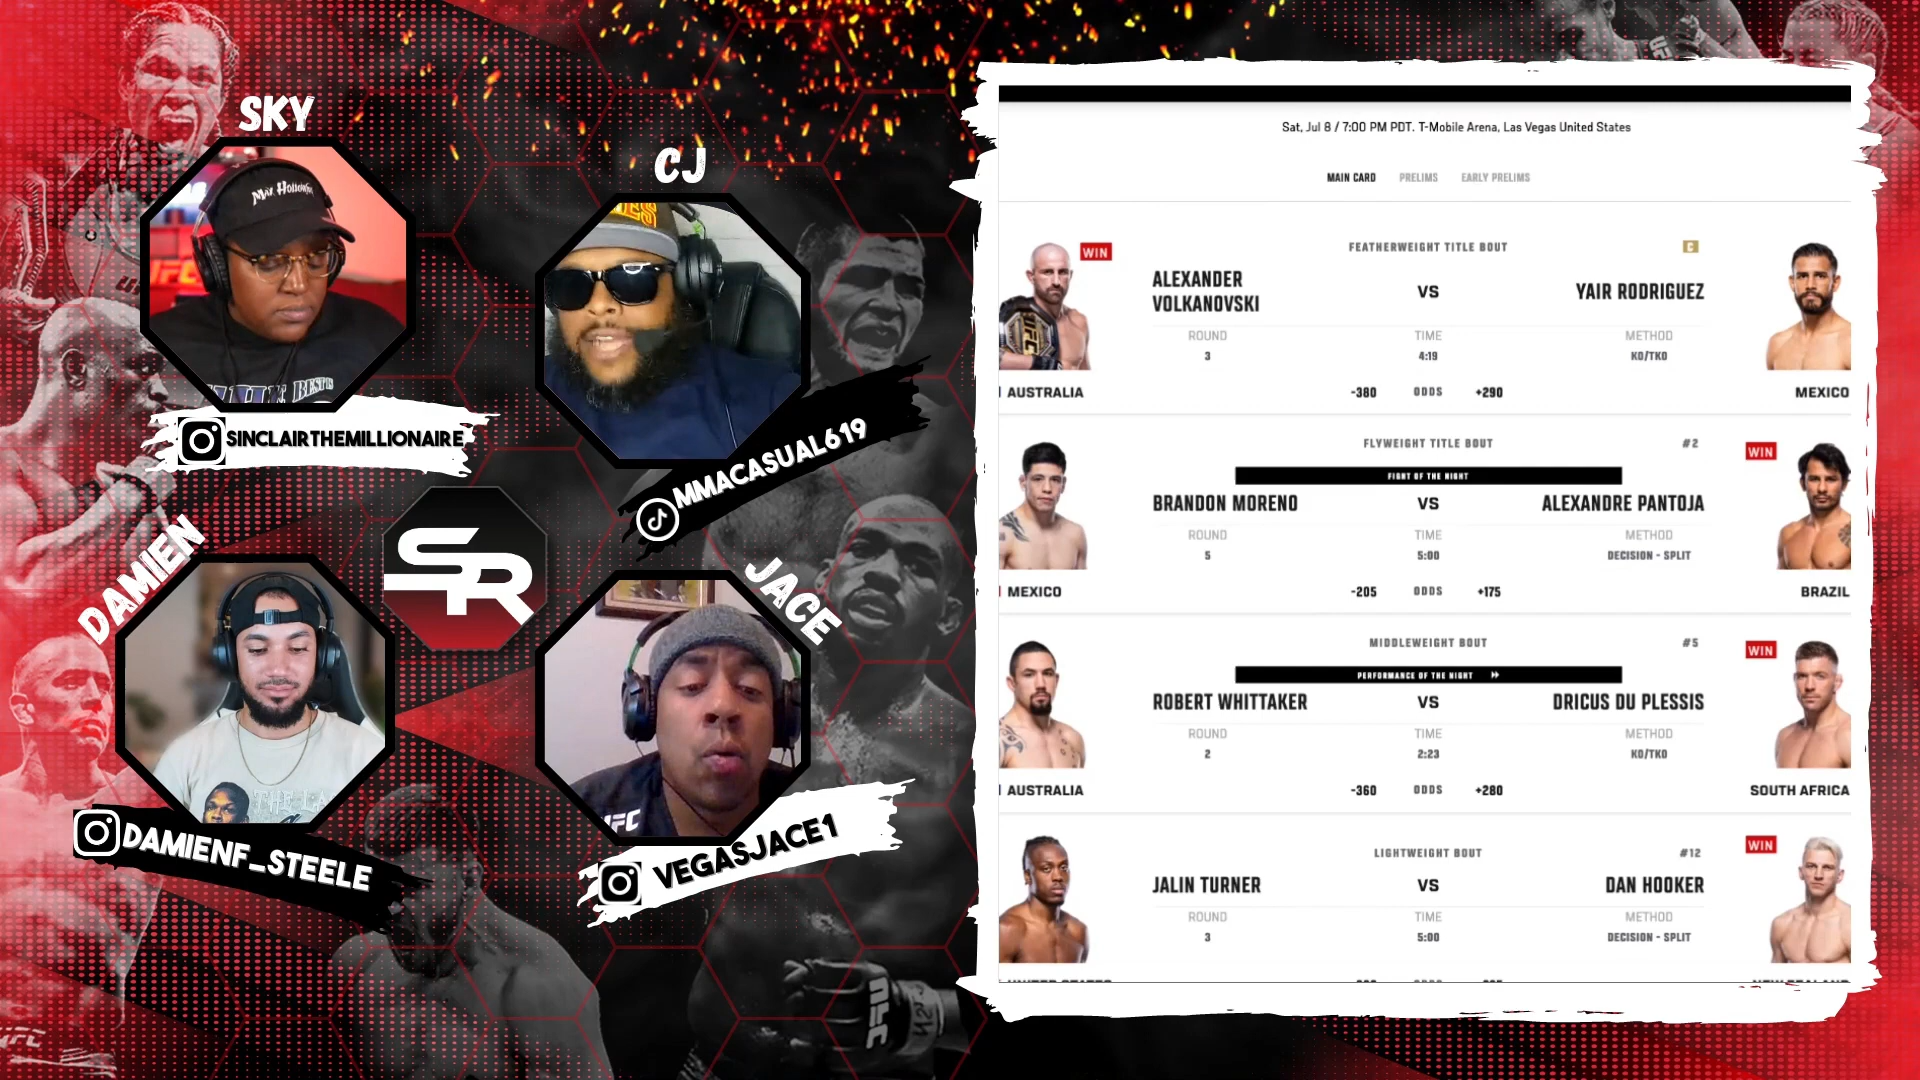 SKY
SINCLAIRTHEMILLIONAIRE
CJ
MMACASUAL619
SR
DAMIEN
DAMIENF_STEELE
JACE
UFC
VEGASJACE1
Sat, Jul 8 / 7:00 PM PDT. T-Mobile Arena, Las Vegas United States
MAIN CARD PRELIMS EARLY PRELIMS
FEATHERWEIGHT TITLE BOUT C
WIN
ALEXANDER
VOLKANOVSKI VS YAIR RODRIGUEZ
ROUND TIME METHOD
3 4:19 KO/TKO
AUSTRALIA -380 ODDS +290 MEXICO
FLYWEIGHT TITLE BOUT #2
WIN
FIGHT OF THE NIGHT
BRANDON MORENO VS ALEXANDRE PANTOJA
ROUND TIME METHOD
5 5:00 DECISION - SPLIT
MEXICO -205 ODDS +175 BRAZIL
MIDDLEWEIGHT BOUT #5
WIN
PERFORMANCE OF THE NIGHT
ROBERT WHITTAKER VS DRICUS DU PLESSIS
ROUND TIME METHOD
2 2:23 KO/TKO
AUSTRALIA -360 ODDS +280 SOUTH AFRICA
LIGHTWEIGHT BOUT #12
WIN
JALIN TURNER VS DAN HOOKER
ROUND TIME METHOD
3 5:00 DECISION - SPLIT